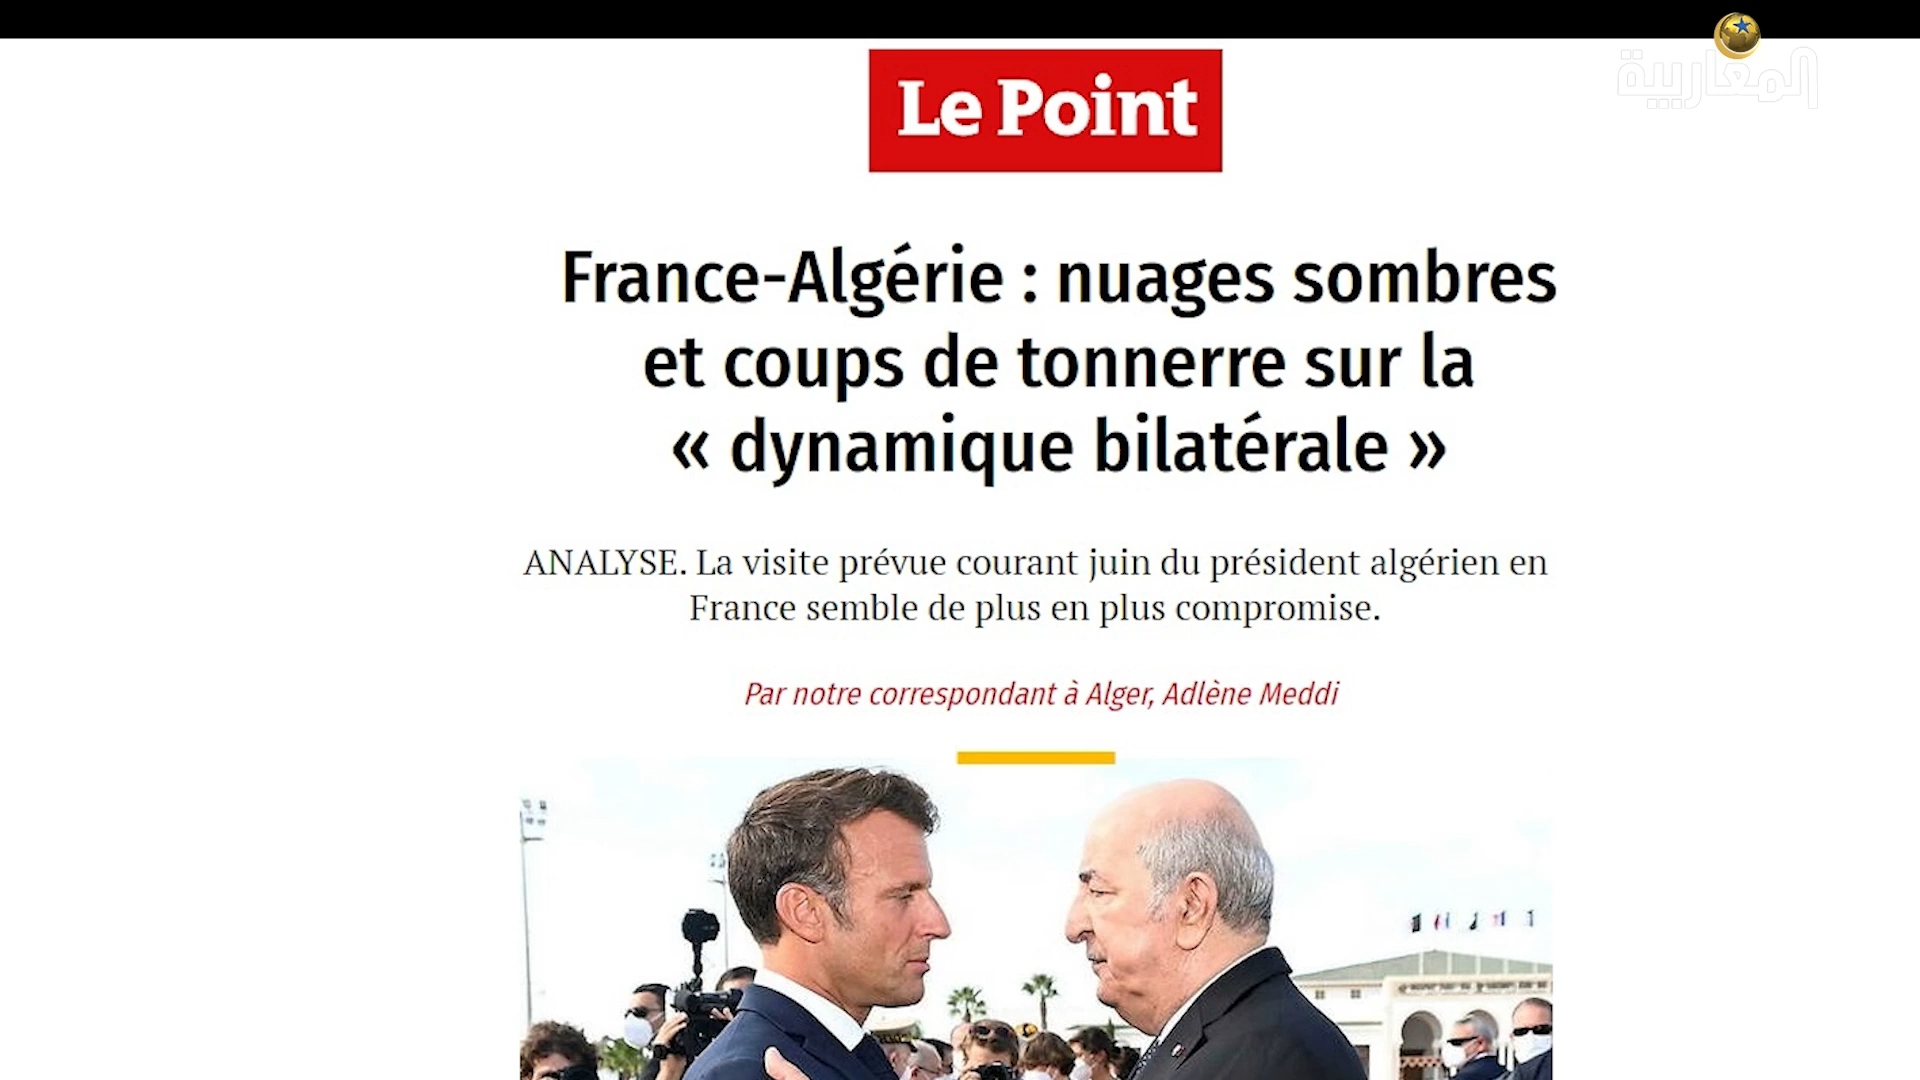 المغاربية
Le Point
France-Algérie : nuages sombres
et coups de tonnerre sur la
« dynamique bilatérale »
ANALYSE. La visite prévue courant juin du président algérien en
France semble de plus en plus compromise.
Par notre correspondant à Alger, Adlène Meddi